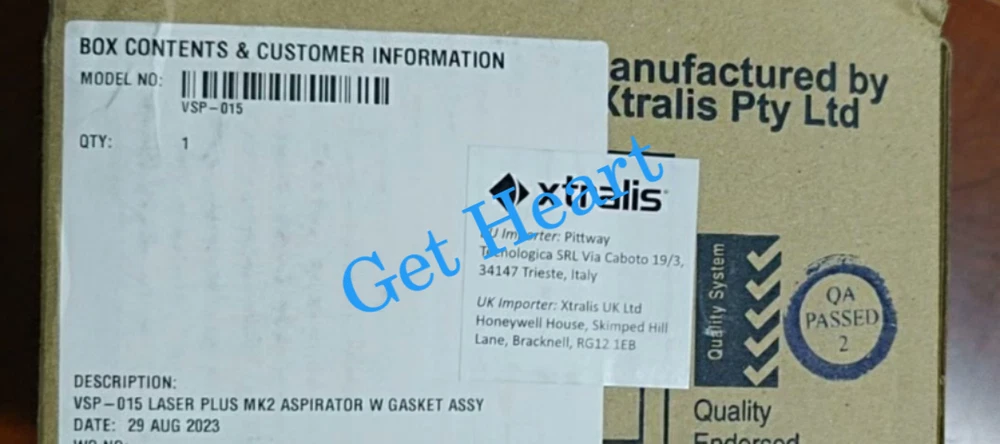 BOX CONTENTS & CUSTOMER INFORMATION
MODEL NO:
VSP-015
QTY: 1
anufactured by
Xtralis Pty Ltd
xtralis
Get Heart
EU Importer: Pittway
Tecnologica SRL Via Caboto 19/3,
34147 Trieste, Italy
UK Importer: Xtralis UK Ltd
Honeywell House, Skimped Hill
Lane, Bracknell, RG12 1EB
Quality System
QA
PASSED
2
DESCRIPTION:
VSP-015 LASER PLUS MK2 ASPIRATOR W GASKET ASSY
DATE: 29 AUG 2023
Quality
Endorsed